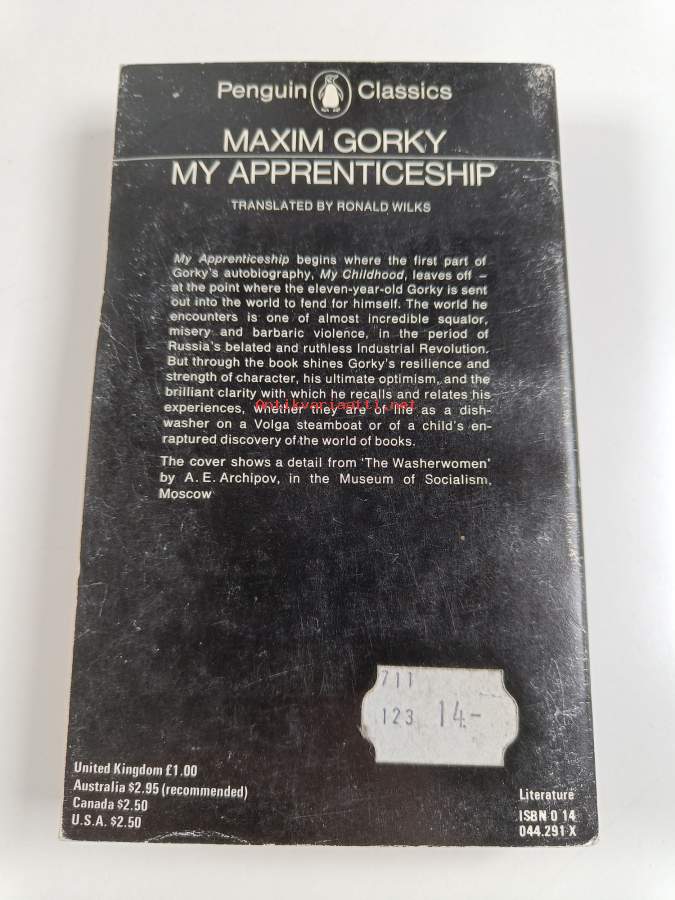 Penguin Classics
MAXIM GORKY
MY APPRENTICESHIP
TRANSLATED BY RONALD WILKS
My Apprenticeship begins where the first part of
Gorky's autobiography, My Childhood, leaves off –
at the point where the eleven-year-old Gorky is sent
out into the world to fend for himself. The world he
encounters is one of almost incredible squalor,
misery and barbaric violence, in the period of
Russia's belated and ruthless Industrial Revolution.
But through the book shines Gorky's resilience and
strength of character, his ultimate optimism, and the
brilliant clarity with which he recalls and relates his
experiences, whether they are of life as a dish-
washer on a Volga steamboat or of a child's en-
raptured discovery of the world of books.
The cover shows a detail from 'The Washerwomen'
by A. E. Archipov, in the Museum of Socialism,
Moscow
Antikvariaatti.net
711
123 14.-
United Kingdom £1.00
Australia $2.95 (recommended)
Canada $2.50
U.S.A. $2.50
Literature
ISBN 0 14
044.291 X